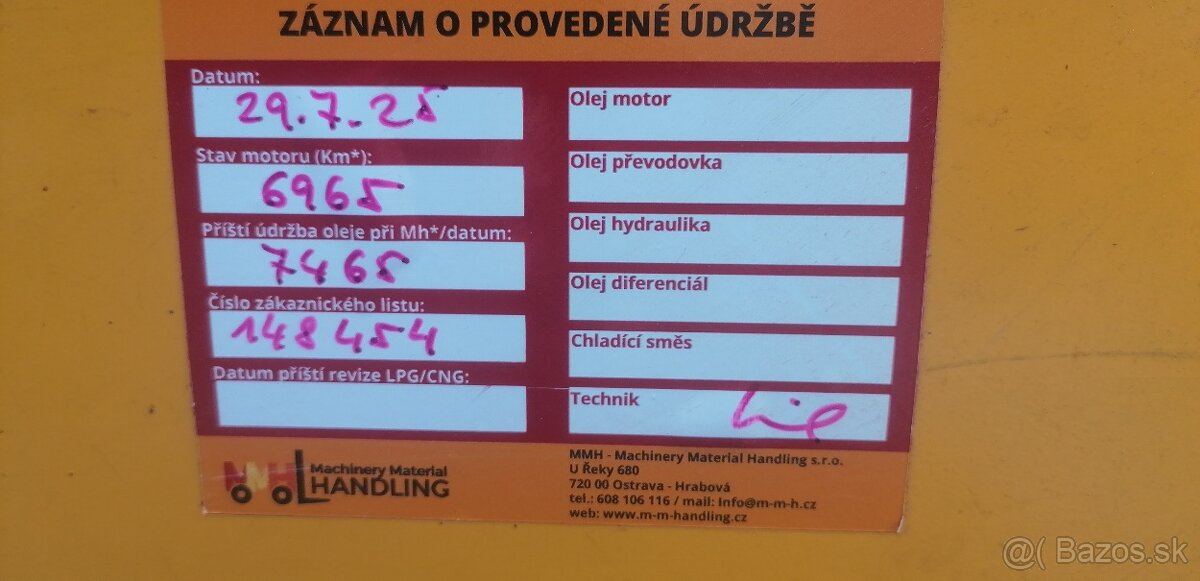 ZÁZNAM O PROVEDENÉ ÚDRŽBĚ
Datum:
29.7.25
Stav motoru (Km*):
6965
Příští údržba oleje při Mh*/datum:
7465
Číslo zákaznického listu:
148454
Datum příští revize LPG/CNG:
Olej motor
Olej převodovka
Olej hydraulika
Olej diferenciál
Chladící směs
Technik
MMH
Machinery Material
HANDLING
MMH - Machinery Material Handling s.r.o.
U Řeky 680
720 00 Ostrava - Hrabová
tel.: 608 106 116 / mail: Info@m-m-h.cz
web: www.m-m-handling.cz
@( Bazos.sk